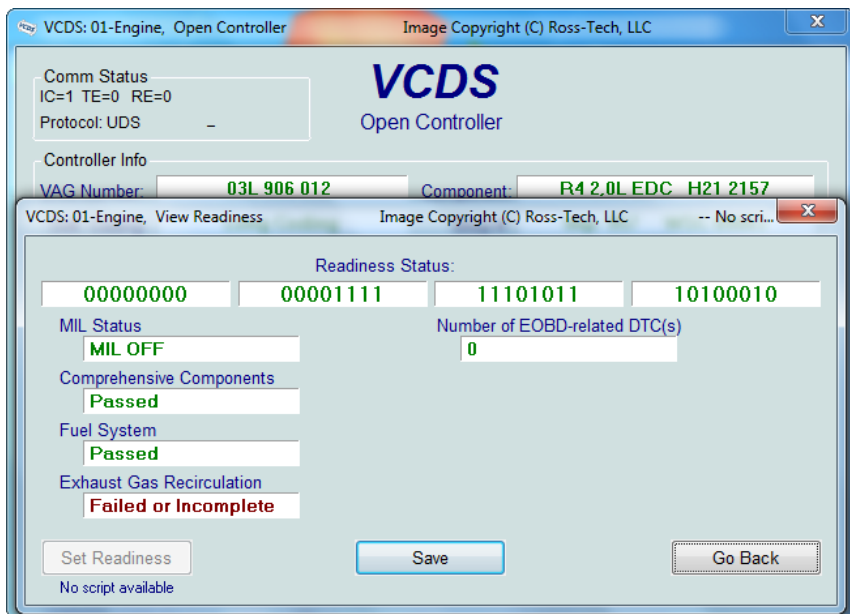 VCDS: 01-Engine, Open Controller Image Copyright (C) Ross-Tech, LLC X
Comm Status
IC=1 TE=0 RE=0
Protocol: UDS –
VCDS
Open Controller
Controller Info
VAG Number: 03L 906 012 Component: R4 2,0L EDC H21 2157
VCDS: 01-Engine, View Readiness Image Copyright (C) Ross-Tech, LLC -- No scri... X
Readiness Status:
00000000 00001111 11101011 10100010
MIL Status Number of EOBD-related DTC(s)
MIL OFF 0
Comprehensive Components
Passed
Fuel System
Passed
Exhaust Gas Recirculation
Failed or Incomplete
Set Readiness Save Go Back
No script available